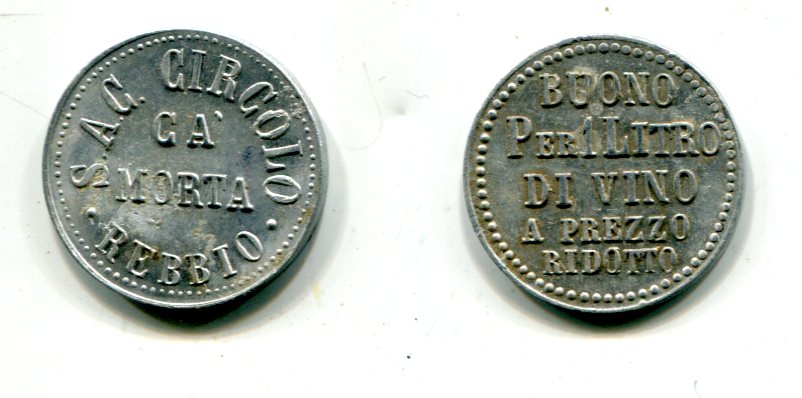 S.A.C. CIRCOLO
CA'
MORTA
· REBBIO ·
BUONO
PER 1 LITRO
DI VINO
A PREZZO
RIDOTTO